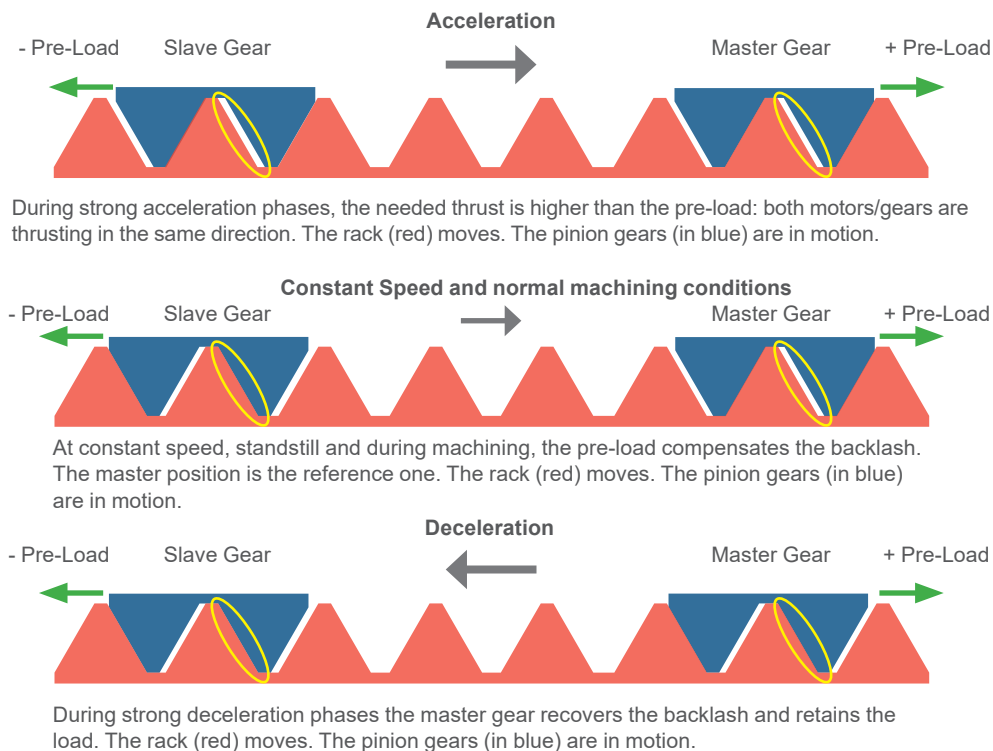 Acceleration
- Pre-Load Slave Gear Master Gear + Pre-Load
During strong acceleration phases, the needed thrust is higher than the pre-load: both motors/gears are
thrusting in the same direction. The rack (red) moves. The pinion gears (in blue) are in motion.
Constant Speed and normal machining conditions
- Pre-Load Slave Gear Master Gear + Pre-Load
At constant speed, standstill and during machining, the pre-load compensates the backlash.
The master position is the reference one. The rack (red) moves. The pinion gears (in blue)
are in motion.
Deceleration
- Pre-Load Slave Gear Master Gear + Pre-Load
During strong deceleration phases the master gear recovers the backlash and retains the
load. The rack (red) moves. The pinion gears (in blue) are in motion.